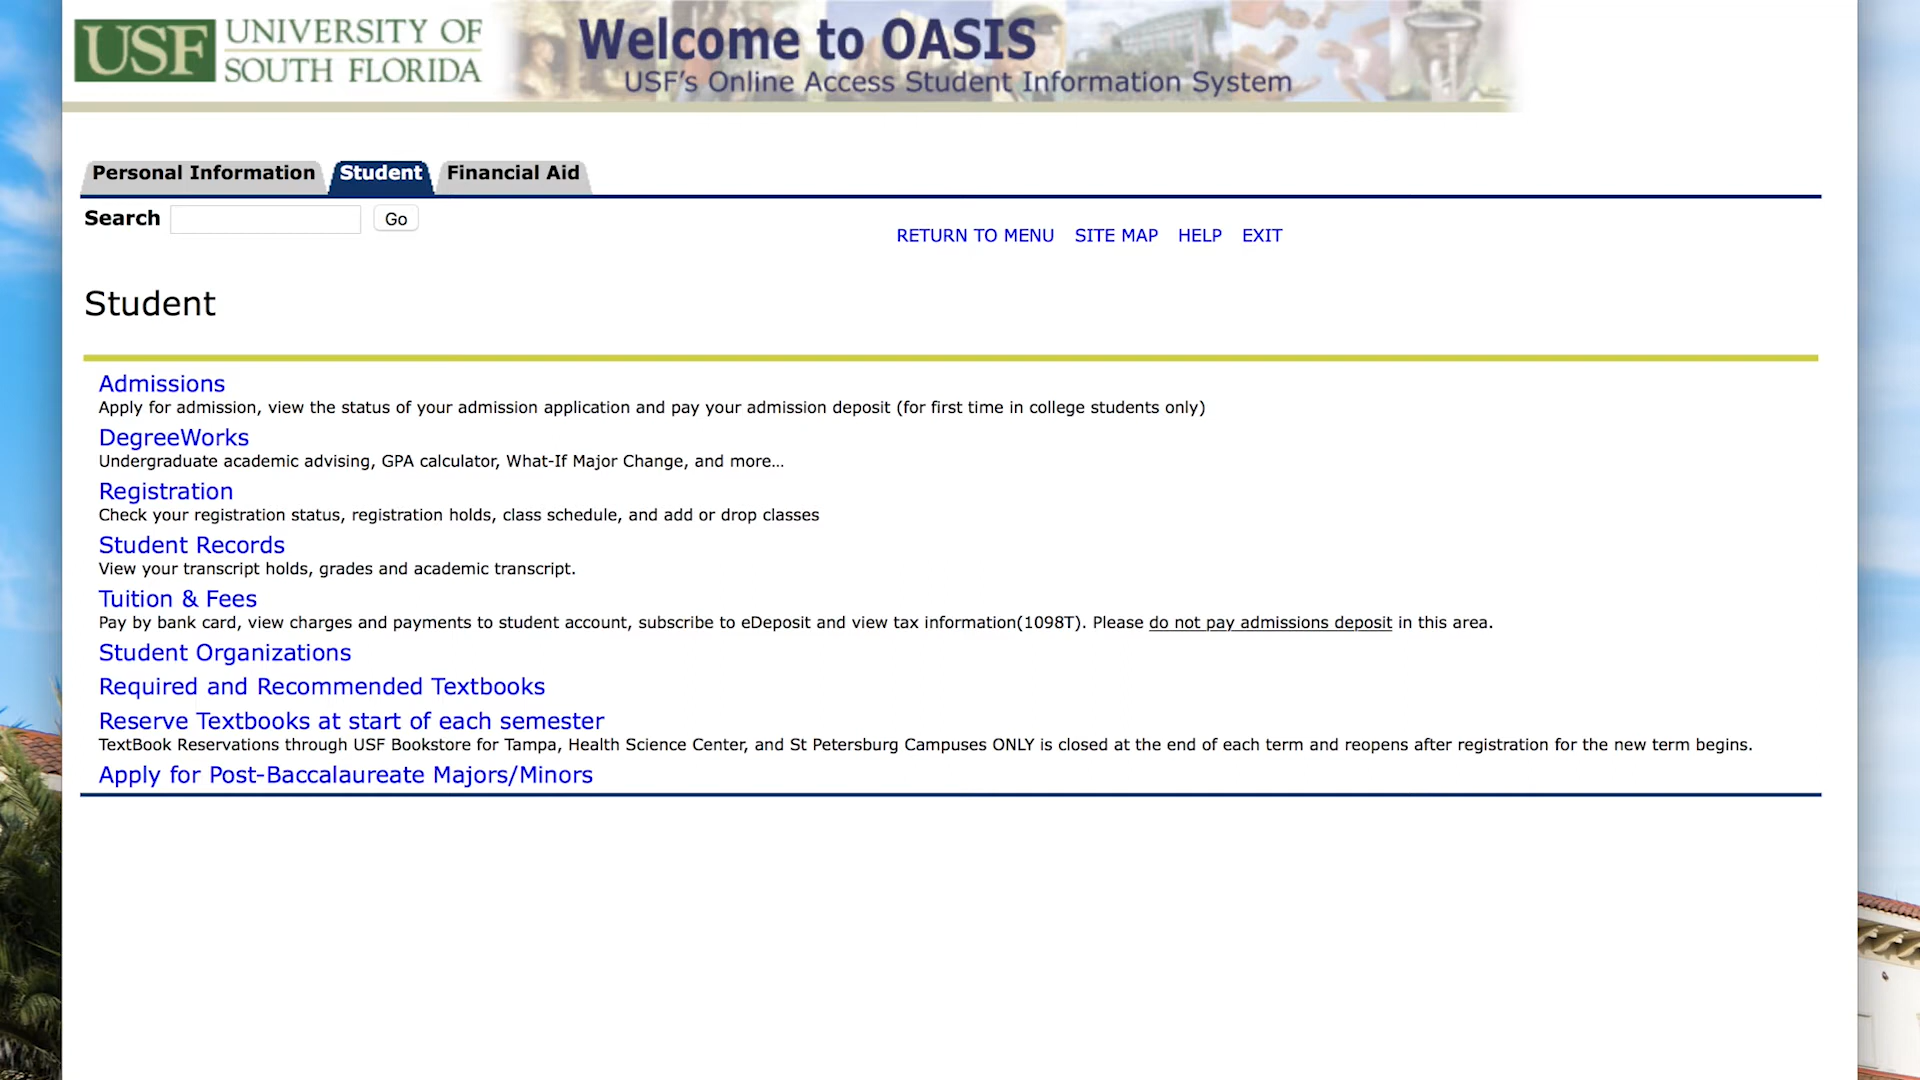 USF UNIVERSITY OF
SOUTH FLORIDA
Welcome to OASIS
USF's Online Access Student Information System
Personal Information Student Financial Aid
Search Go
RETURN TO MENU SITE MAP HELP EXIT
Student
Admissions
Apply for admission, view the status of your admission application and pay your admission deposit (for first time in college students only)
DegreeWorks
Undergraduate academic advising, GPA calculator, What-If Major Change, and more...
Registration
Check your registration status, registration holds, class schedule, and add or drop classes
Student Records
View your transcript holds, grades and academic transcript.
Tuition & Fees
Pay by bank card, view charges and payments to student account, subscribe to eDeposit and view tax information(1098T). Please do not pay admissions deposit in this area.
Student Organizations
Required and Recommended Textbooks
Reserve Textbooks at start of each semester
TextBook Reservations through USF Bookstore for Tampa, Health Science Center, and St Petersburg Campuses ONLY is closed at the end of each term and reopens after registration for the new term begins.
Apply for Post-Baccalaureate Majors/Minors